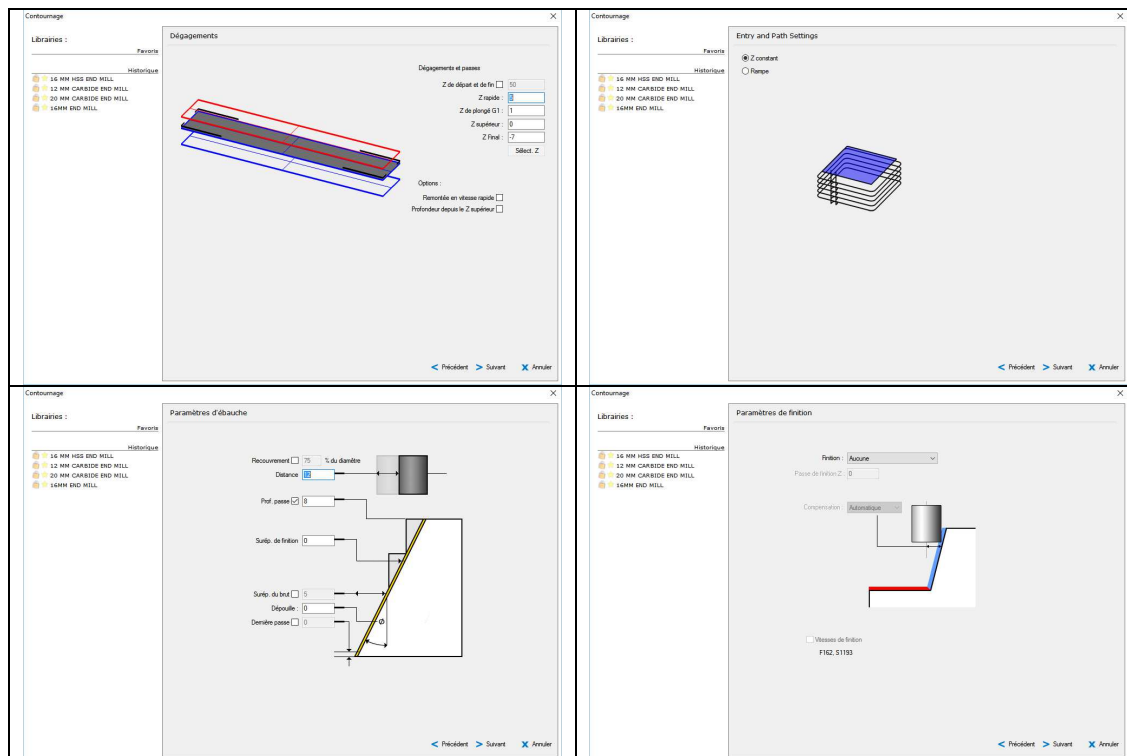 Contournage
Librairies :
Favoris
Historique
16 MM HSS END MILL
12 MM CARBIDE END MILL
20 MM CARBIDE END MILL
16MM END MILL
Dégagements
Dégagements et passes
Z de départ et de fin 50
Z rapide :
Z de plongé G1 : 1
Z supérieur : 0
Z Final : -7
Sélect. Z
Options :
Remontée en vitesse rapide
Profondeur depuis le Z supérieur
< Précédent > Suivant X Annuler
Contournage
Librairies :
Favoris
Historique
16 MM HSS END MILL
12 MM CARBIDE END MILL
20 MM CARBIDE END MILL
16MM END MILL
Entry and Path Settings
Z constant
Rampe
< Précédent > Suivant X Annuler
Contournage
Librairies :
Favoris
Historique
16 MM HSS END MILL
12 MM CARBIDE END MILL
20 MM CARBIDE END MILL
16MM END MILL
Paramètres d'ébauche
Recouvrement 75 % du diamètre
Distance 12
Prof. passe 8
Surép. de finition 0
Surép. du brut 5
Dépouille : 0
Dernière passe 0
Ø
< Précédent > Suivant X Annuler
Contournage
Librairies :
Favoris
Historique
16 MM HSS END MILL
12 MM CARBIDE END MILL
20 MM CARBIDE END MILL
16MM END MILL
Paramètres de finition
Finition : Aucune
Passe de finition Z : 0
Compensation : Automatique
Vitesses de finition
F162, S1193
< Précédent > Suivant X Annuler